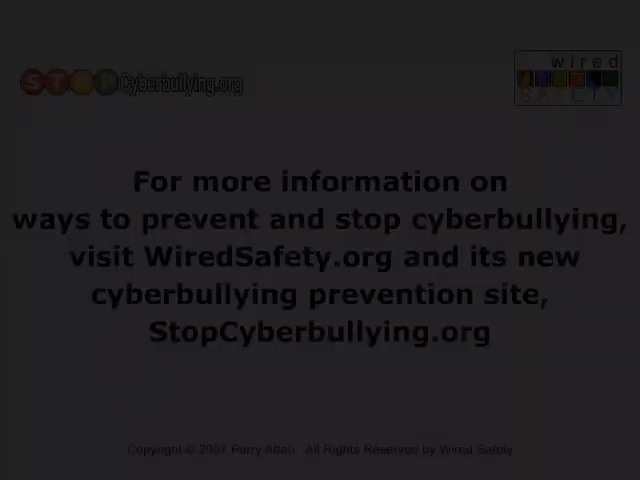 STOP Cyberbullying.org
wired
SAFETY
For more information on
ways to prevent and stop cyberbullying,
visit WiredSafety.org and its new
cyberbullying prevention site,
StopCyberbullying.org
Copyright © 2007 Parry Aftab. All Rights Reserved by Wired Safety